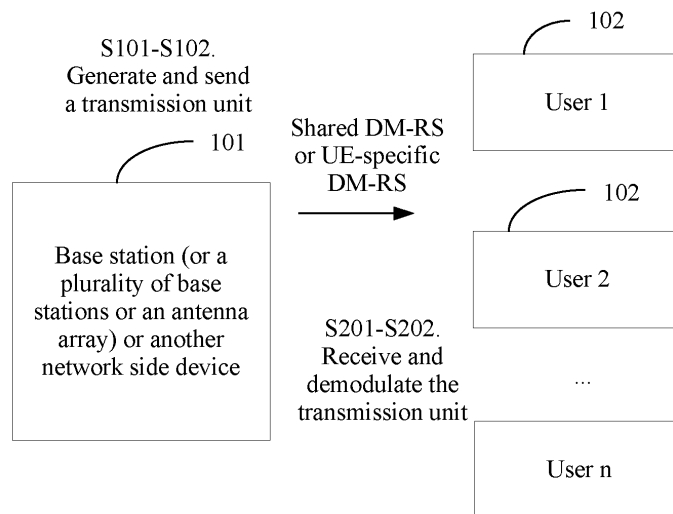 S101-S102.
Generate and send
a transmission unit
101
Base station (or a
plurality of base
stations or an antenna
array) or another
network side device
Shared DM-RS
or UE-specific
DM-RS
S201-S202.
Receive and
demodulate the
transmission unit
102
User 1
102
User 2
...
User n